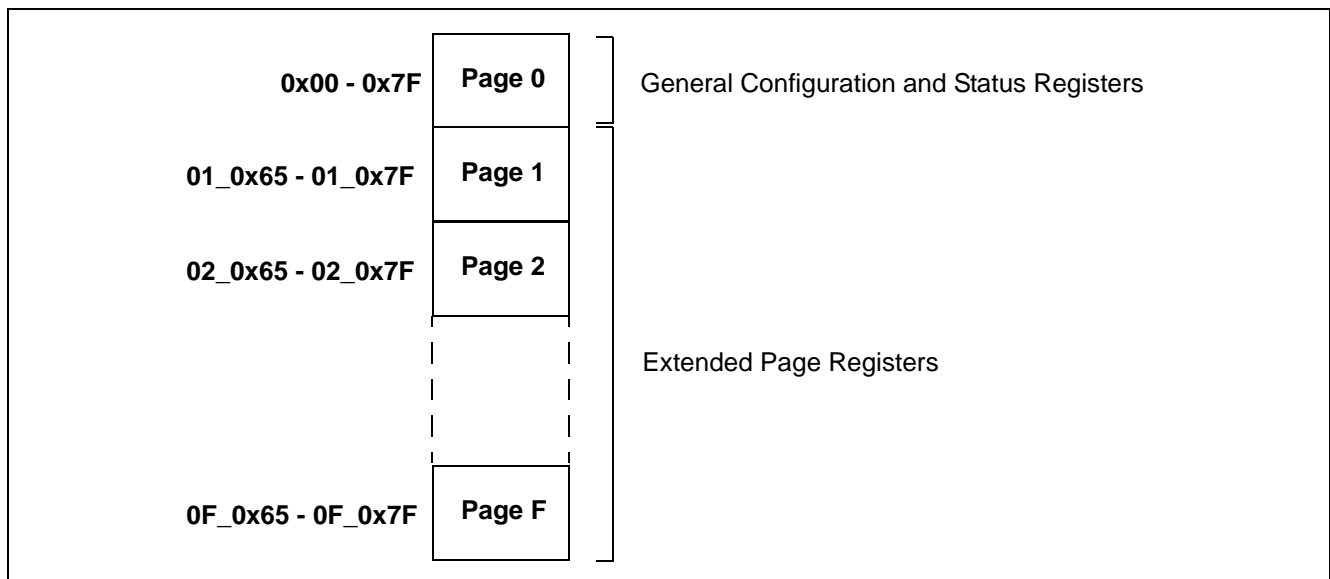 0x00 - 0x7F Page 0 General Configuration and Status Registers
01_0x65 - 01_0x7F Page 1
02_0x65 - 02_0x7F Page 2
Extended Page Registers
0F_0x65 - 0F_0x7F Page F